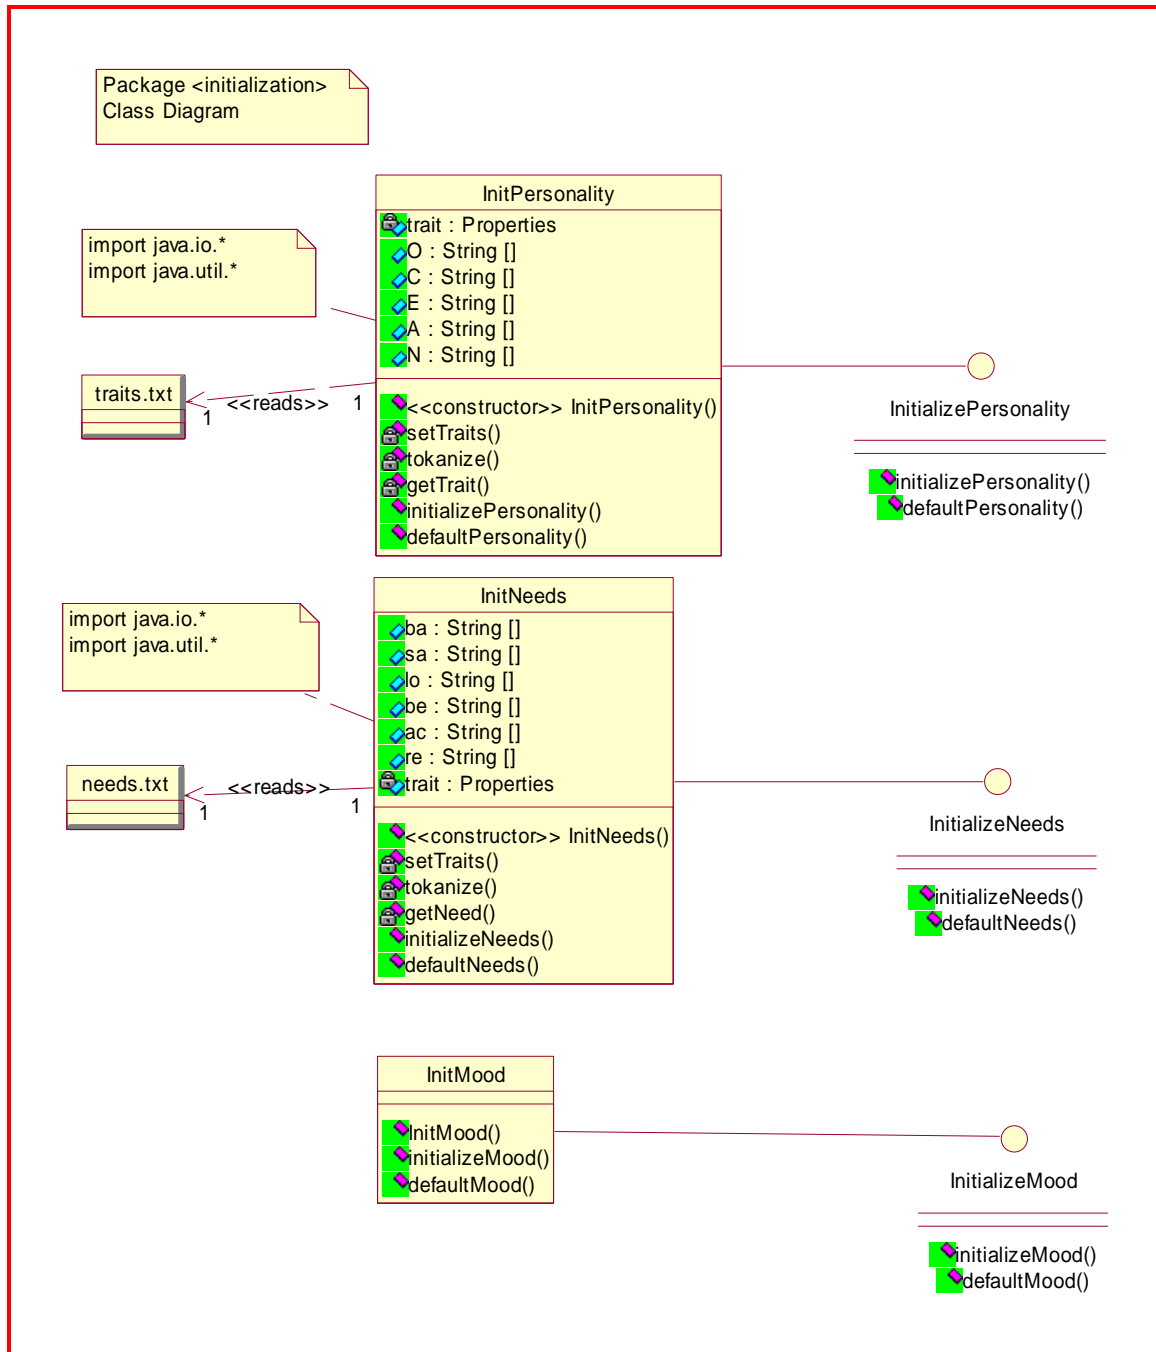 Package <initialization>
Class Diagram
InitPersonality
trait : Properties
O : String []
C : String []
E : String []
A : String []
N : String []
<<constructor>> InitPersonality()
setTraits()
tokanize()
getTrait()
initializePersonality()
defaultPersonality()
import java.io.*
import java.util.*
traits.txt
1
<<reads>>
1
InitializePersonality
initializePersonality()
defaultPersonality()
InitNeeds
ba : String []
sa : String []
lo : String []
be : String []
ac : String []
re : String []
trait : Properties
<<constructor>> InitNeeds()
setTraits()
tokanize()
getNeed()
initializeNeeds()
defaultNeeds()
import java.io.*
import java.util.*
needs.txt
1
<<reads>>
1
InitializeNeeds
initializeNeeds()
defaultNeeds()
InitMood
InitMood()
initializeMood()
defaultMood()
InitializeMood
initializeMood()
defaultMood()